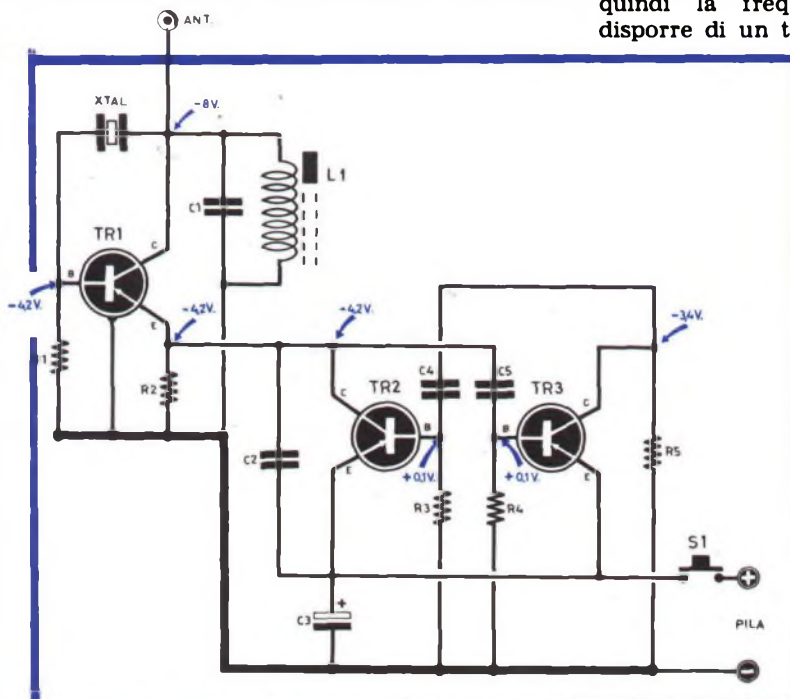 quindi la freq
disporre di un t
ANT.
XTAL
-8V.
L1
C1
TR1
C
B
-4,2V.
E
-4,2V.
-4,2V.
-3,4V.
R2
C4
C5
TR2
TR3
C
C
B
B
E
E
C2
+0,1V.
+0,1V.
R3
R4
R5
S1
+
C3
+
PILA
-